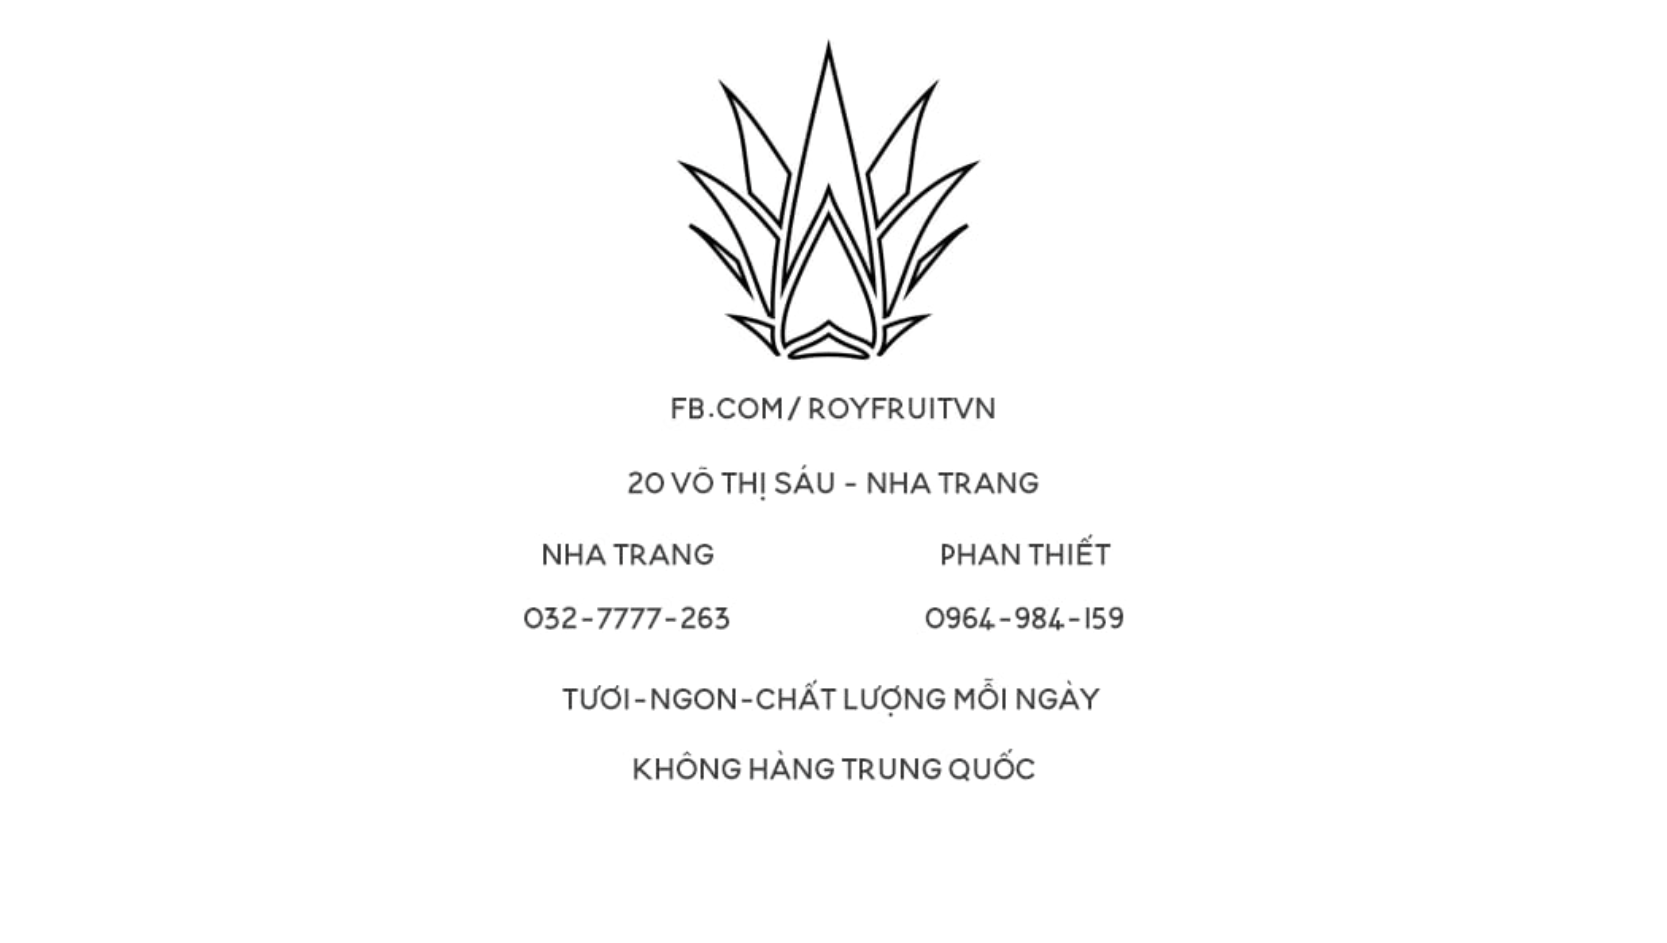 FB.COM/ ROYFRUITVN
20 VÕ THỊ SÁU - NHA TRANG
NHA TRANG PHAN THIẾT
032-7777-263 0964-984-159
TƯƠI-NGON-CHẤT LƯỢNG MỖI NGÀY
KHÔNG HÀNG TRUNG QUỐC